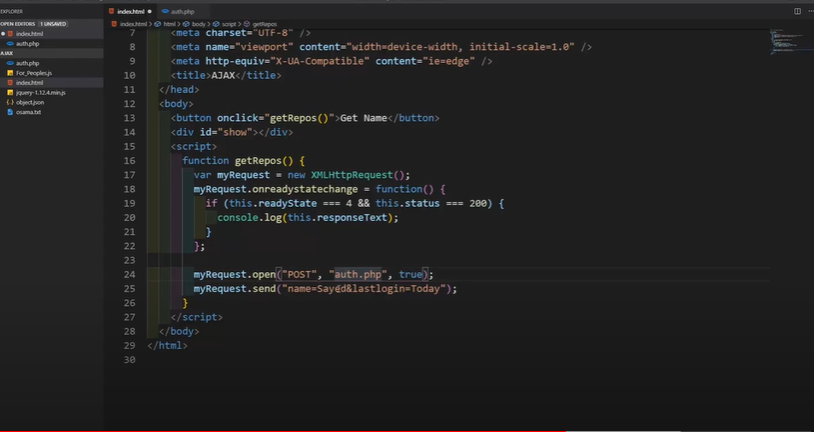 EXPLORER
OPEN EDITORS 1 UNSAVED
index.html
auth.php
AJAX
auth.php
For_Peoples.js
index.html
jquery-1.12.4.min.js
object.json
osama.txt
index.html auth.php
index.html > html > body > script > getRepos
7 <meta charset="UTF-8" />
8 <meta name="viewport" content="width=device-width, initial-scale=1.0" />
9 <meta http-equiv="X-UA-Compatible" content="ie=edge" />
10 <title>AJAX</title>
11 </head>
12 <body>
13 <button onclick="getRepos()">Get Name</button>
14 <div id="show"></div>
15 <script>
16 function getRepos() {
17 var myRequest = new XMLHttpRequest();
18 myRequest.onreadystatechange = function() {
19 if (this.readyState === 4 && this.status === 200) {
20 console.log(this.responseText);
21 }
22 };
23
24 myRequest.open("POST", "auth.php", true);
25 myRequest.send("name=Sayed&lastlogin=Today");
26 }
27 </script>
28 </body>
29 </html>
30